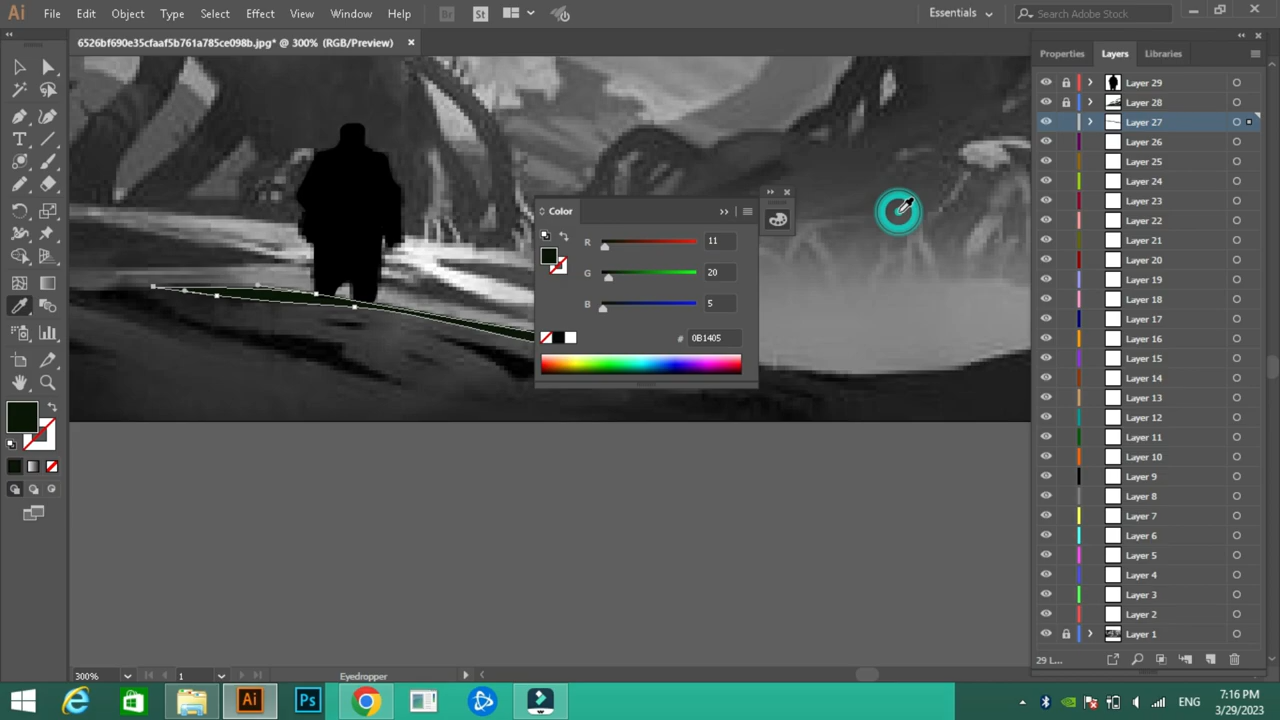 Ai File Edit Object Type Select Effect View Window Help Br St Essentials Search Adobe Stock
6526bf690e35cfaaf5b761a785ce098b.jpg* @ 300% (RGB/Preview)
Properties Layers Libraries
Layer 29
Layer 28
Layer 27
Layer 26
Layer 25
Layer 24
Layer 23
Layer 22
Layer 21
Layer 20
Layer 19
Layer 18
Layer 17
Layer 16
Layer 15
Layer 14
Layer 13
Layer 12
Layer 11
Layer 10
Layer 9
Layer 8
Layer 7
Layer 6
Layer 5
Layer 4
Layer 3
Layer 2
Layer 1
29 L...
Color
R 11
G 20
B 5
# 0B1405
300% 1 Eyedropper
Ai Ps ENG 7:16 PM
3/29/2023